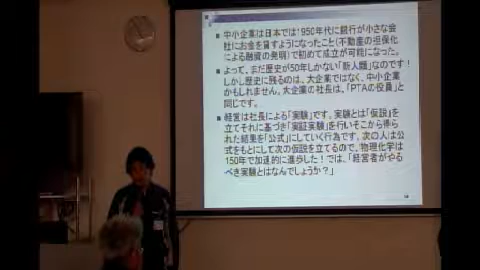 中小企業は日本では1950年代に銀行が小さな会
社にお金を貸すようになったこと(不動産の担保化
による融資の発明)で初めて成立が可能になった。
よって、まだ歴史が50年しかない「新人類」なのです!
しかし歴史に残るのは、大企業ではなく、中小企業
かもしれません。大企業の社長は、「PTAの役員」と
同じです。
経営は社長による「実験」です。実験とは「仮説」を
立てそれに基づき「実証実験」を行いそこから得ら
れた結果を「公式」にしていく行為です。次の人は公
式をもとにして次の仮説を立てるので、物理化学は
150年で加速的に進歩した!では、「経営者がやる
べき実験とはなんでしょうか?」